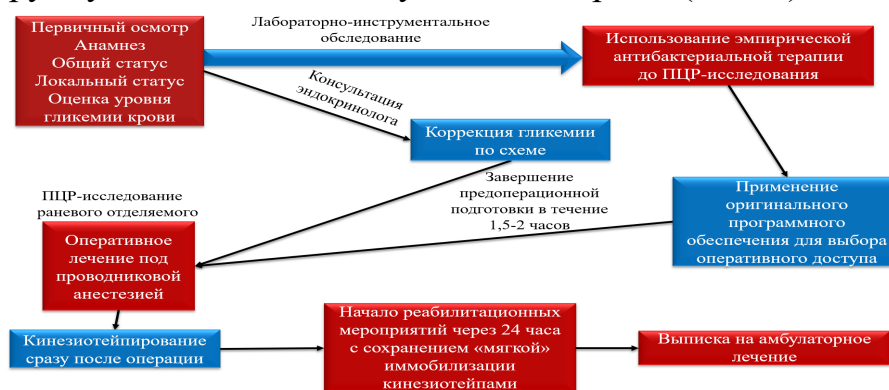 Первичный осмотр
Анамнез
Общий статус
Локальный статус
Оценка уровня
гликемии крови
Лабораторно-инструментальное
обследование
Использование эмпирической
антибактериальной терапии
до ПЦР-исследования
Консультация
эндокринолога
Коррекция гликемии
по схеме
Завершение
предоперационной
подготовки в течение
1,5-2 часов
Применение
оригинального
программного
обеспечения для выбора
оперативного доступа
ПЦР-исследование
раневого отделяемого
Оперативное
лечение под
проводниковой
анестезией
Кинезиотейпирование
сразу после операции
Начало реабилитационных
мероприятий через 24 часа
с сохранением «мягкой»
иммобилизации
кинезиотейпами
Выписка на амбулаторное
лечение